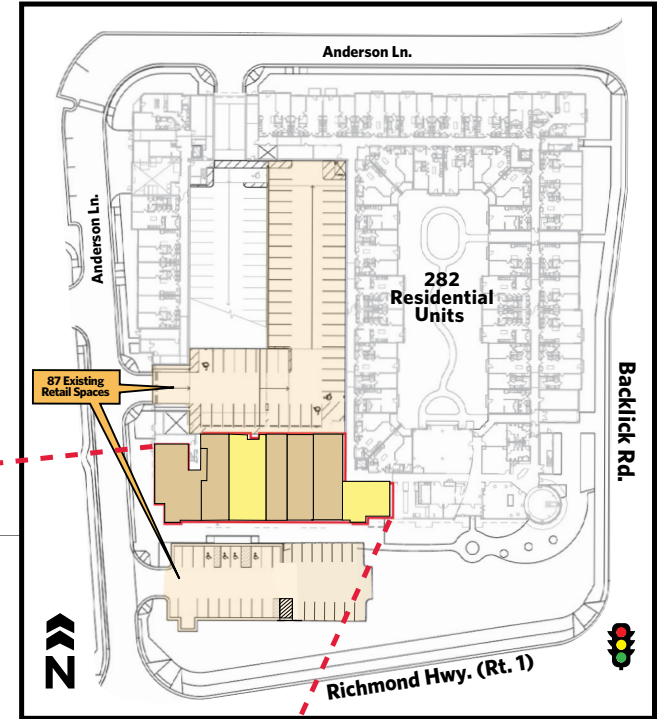 Anderson Ln.
Anderson Ln.
282
Residential
Units
87 Existing
Retail Spaces
Backlick Rd.
N
Richmond Hwy. (Rt. 1)